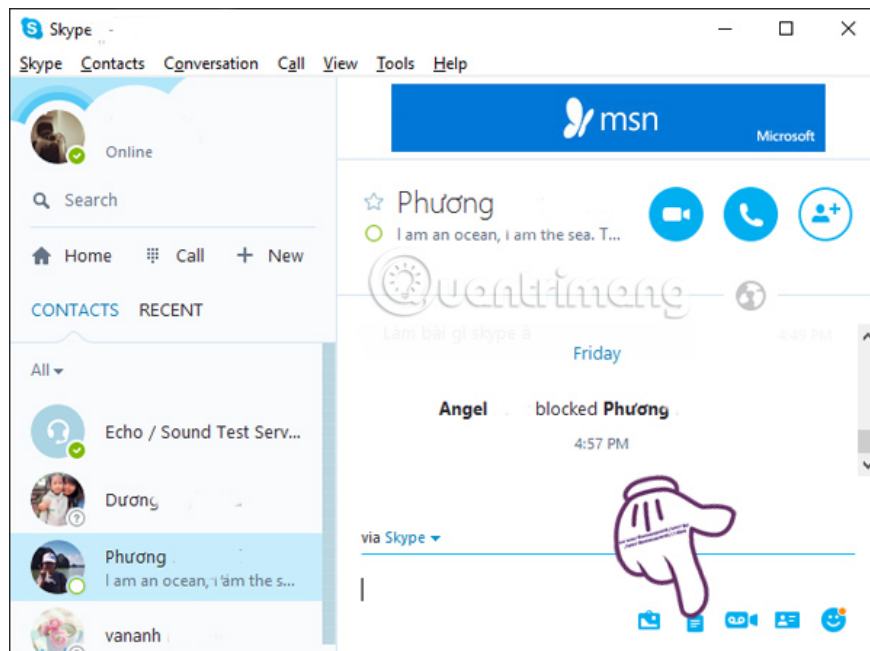 Skype
Skype Contacts Conversation Call View Tools Help
Online
Search
Home Call New
CONTACTS RECENT
All
Echo / Sound Test Serv...
Dương
Phương
I am an ocean, i am the s...
vananh
msn
Microsoft
Phương
I am an ocean, i am the sea. T...
Quantrimang
Làm bài gì skype à 4:49 PM
Friday
Angel blocked Phương
4:57 PM
via Skype